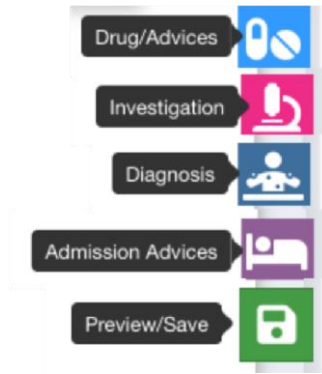 Drug/Advices
Investigation
Diagnosis
Admission Advices
Preview/Save